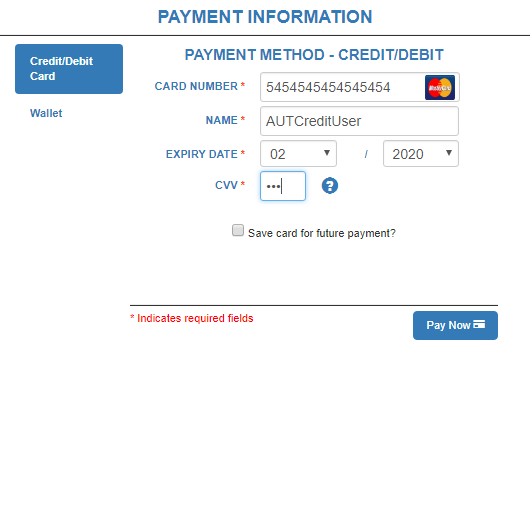 PAYMENT INFORMATION
Credit/Debit
Card
Wallet
PAYMENT METHOD - CREDIT/DEBIT
CARD NUMBER * 5454545454545454 MasterCard
NAME * AUTCreditUser
EXPIRY DATE * 02 / 2020
CVV * ••• ?
Save card for future payment?
* Indicates required fields
Pay Now